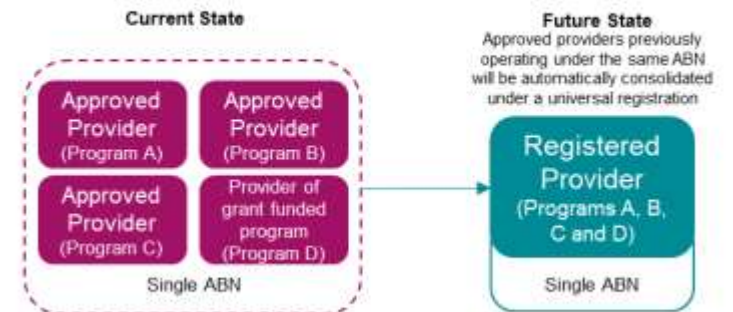 Current State
Approved
Provider
(Program A)
Approved
Provider
(Program B)
Approved
Provider
(Program C)
Provider of
grant funded
program
(Program D)
Single ABN
Future State
Approved providers previously
operating under the same ABN
will be automatically consolidated
under a universal registration
Registered
Provider
(Programs A, B,
C and D)
Single ABN